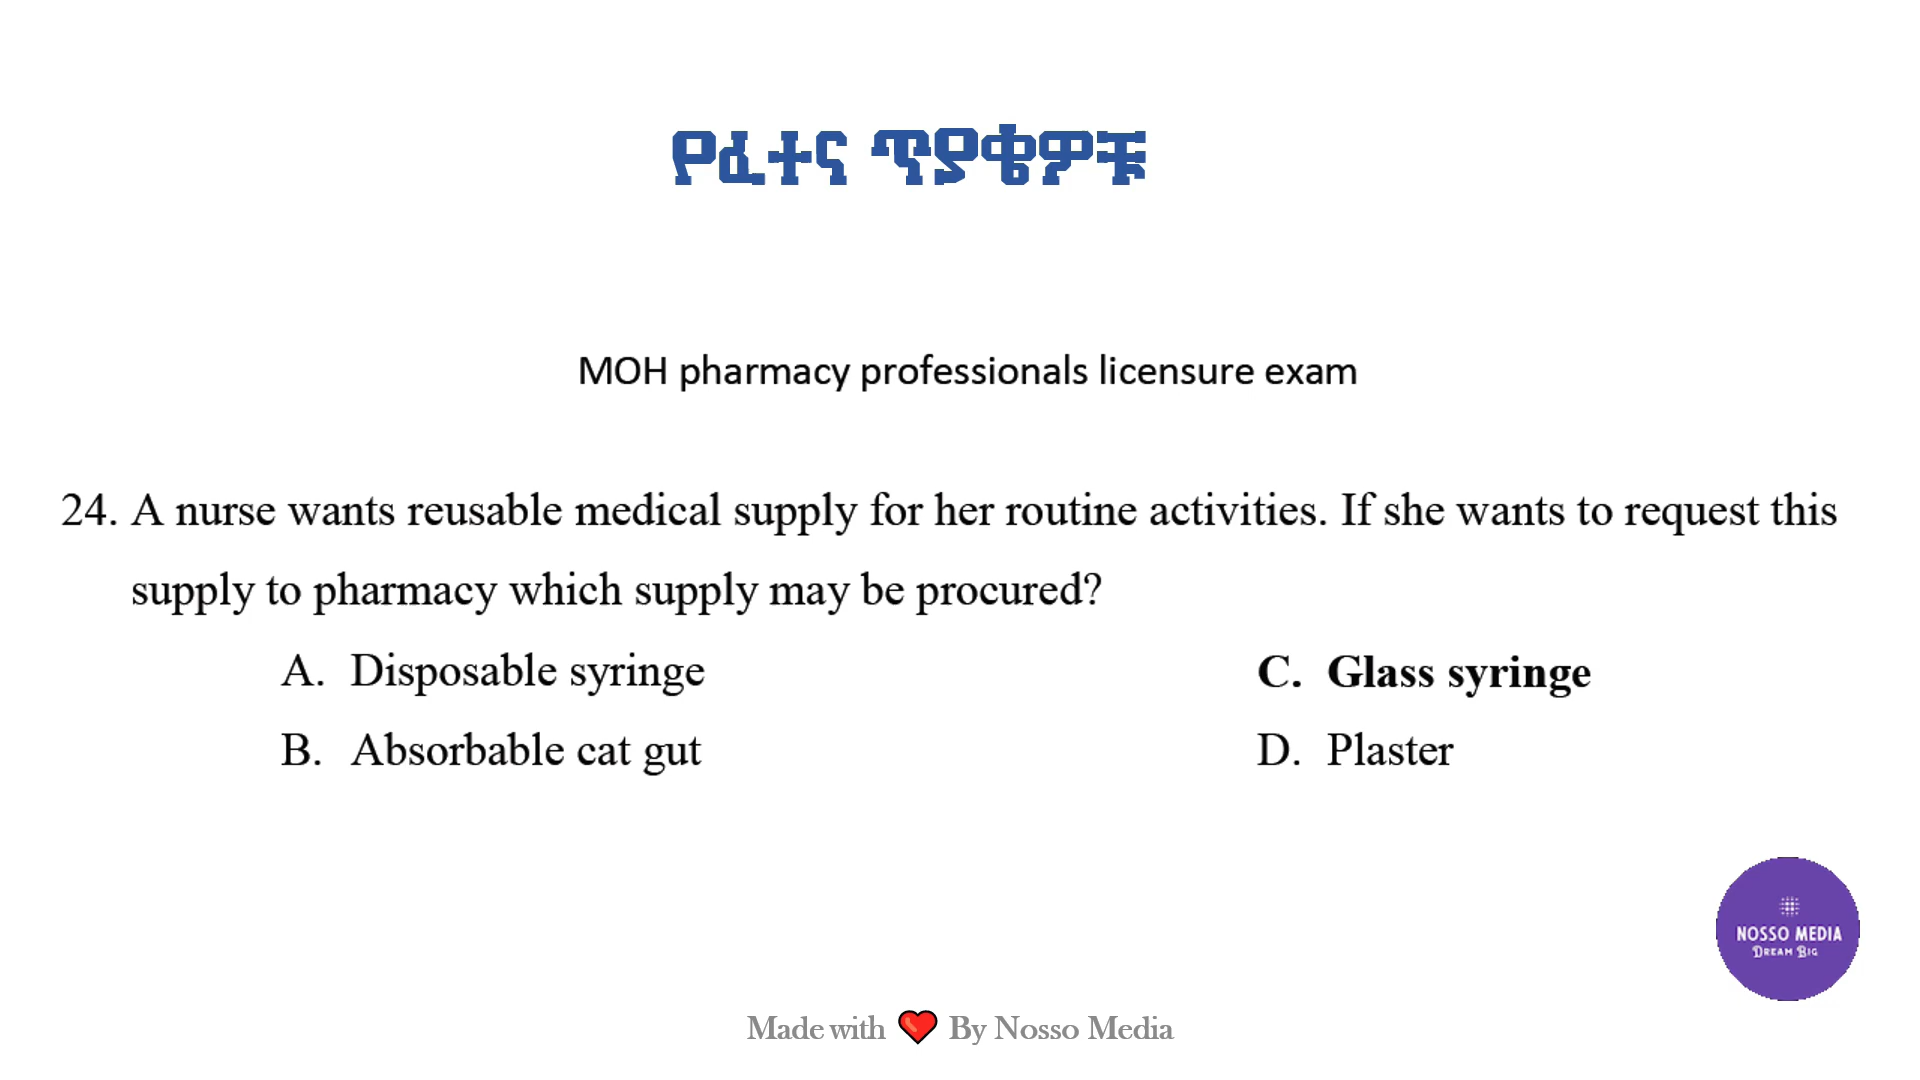 የፈተና ጥያቄዎቹ
MOH pharmacy professionals licensure exam
24. A nurse wants reusable medical supply for her routine activities. If she wants to request this
supply to pharmacy which supply may be procured?
A. Disposable syringe
B. Absorbable cat gut
C. Glass syringe
D. Plaster
NOSSO MEDIA
DREAM BIG
Made with ❤️ By Nosso Media